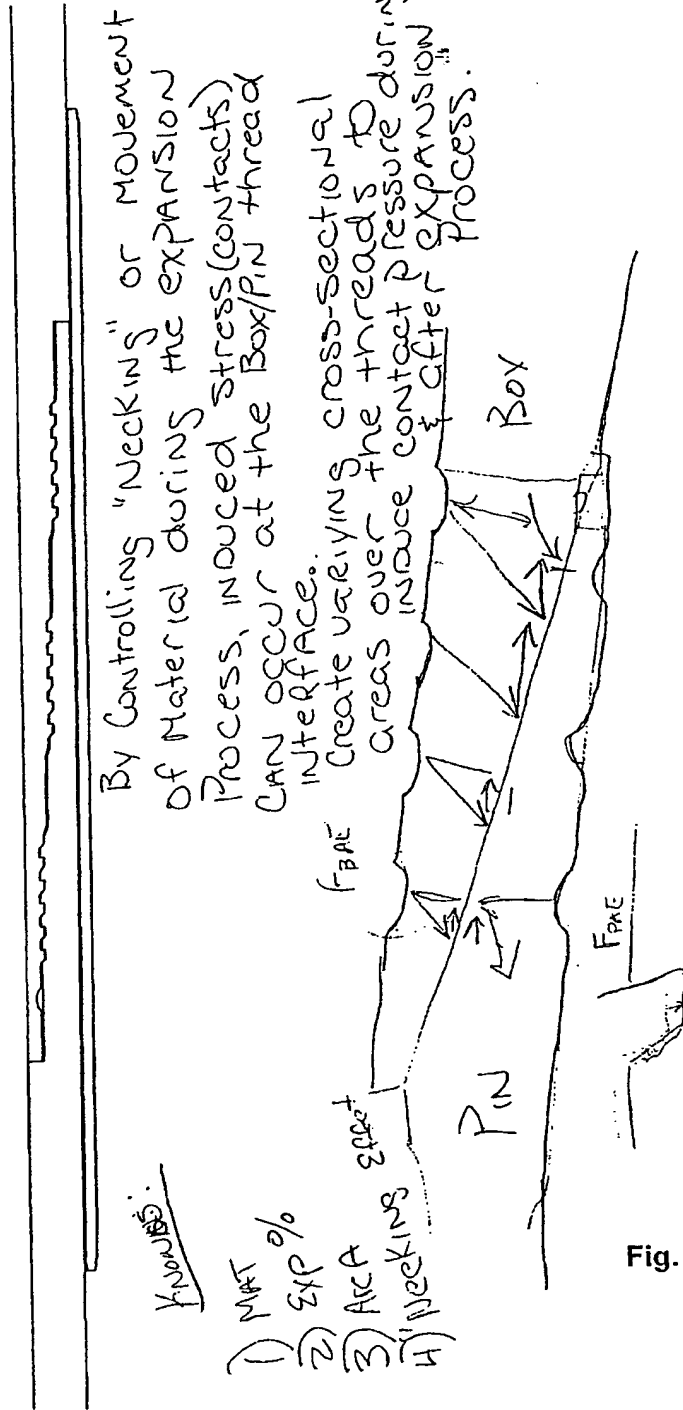 By Controlling "Necking" or Movement
of Material during the expansion
Process, induced stress (contacts)
can occur at the Box/Pin thread
interface.
Create variying cross-sectional
areas over the threads to
induce contact pressure during
& after expansion
Process.
Knowns:
1) MAT
2) EXP %
3) AreA
4) "Necking Effect
FBAE
BOX
PIN
FPAE
Fig.